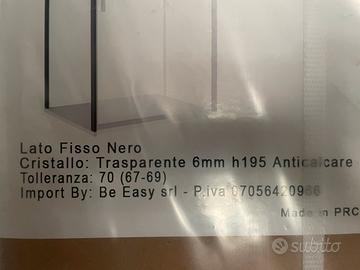 Lato Fisso Nero
Cristallo: Trasparente 6mm h195 Anticalcare
Tolleranza: 70 (67-69)
Import By: Be Easy srl - P.iva 07056420966
Made in PRC
subito